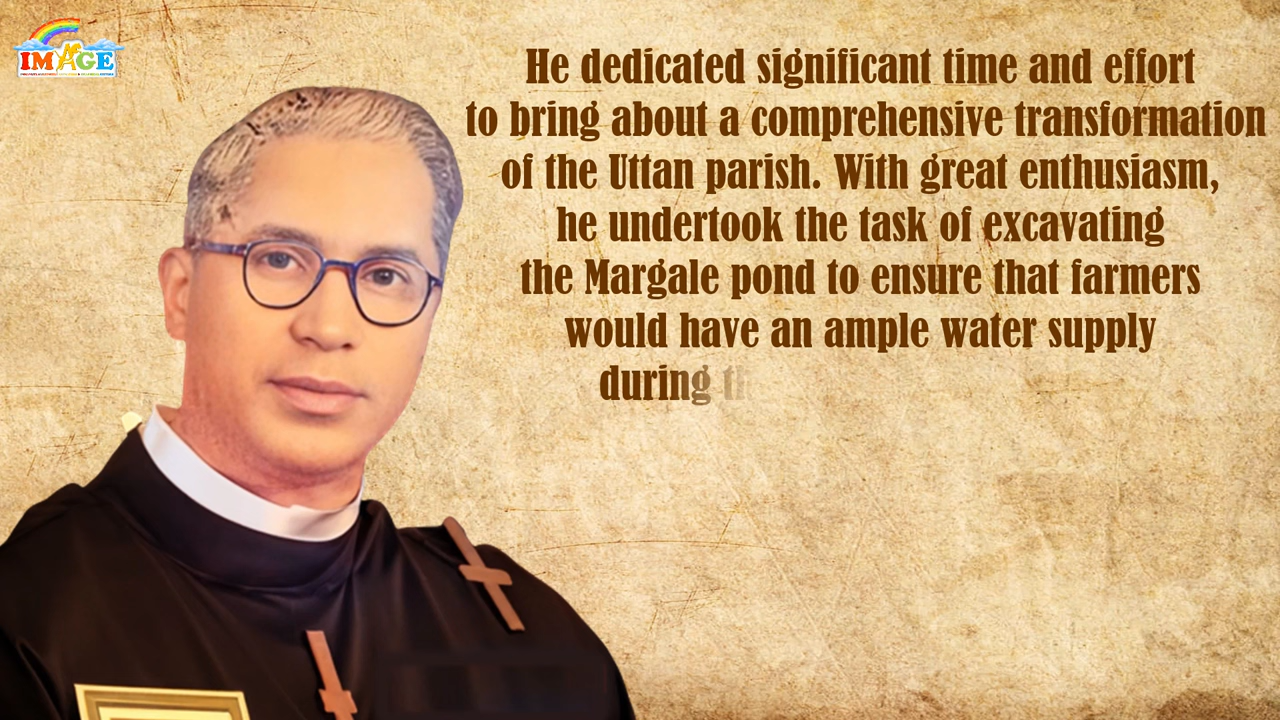 IMAGE
He dedicated significant time and effort
to bring about a comprehensive transformation
of the Uttan parish. With great enthusiasm,
he undertook the task of excavating
the Margale pond to ensure that farmers
would have an ample water supply
during th